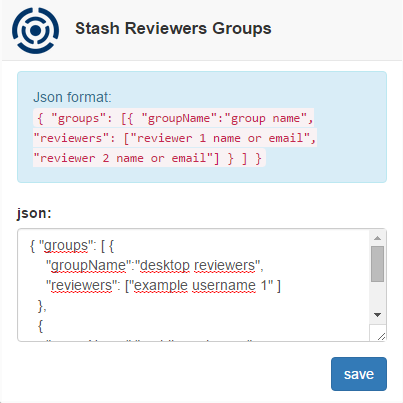 Stash Reviewers Groups
Json format:
{ "groups": [{ "groupName":"group name",
"reviewers": ["reviewer 1 name or email",
"reviewer 2 name or email"] } ] }
json:
{ "groups": [ {
"groupName":"desktop reviewers",
"reviewers": ["example username 1" ]
},
{
save